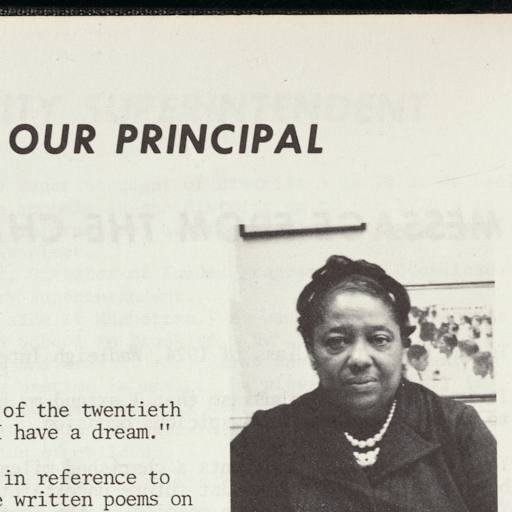 OUR PRINCIPAL
of the twentieth
I have a dream."
in reference to
written poems on